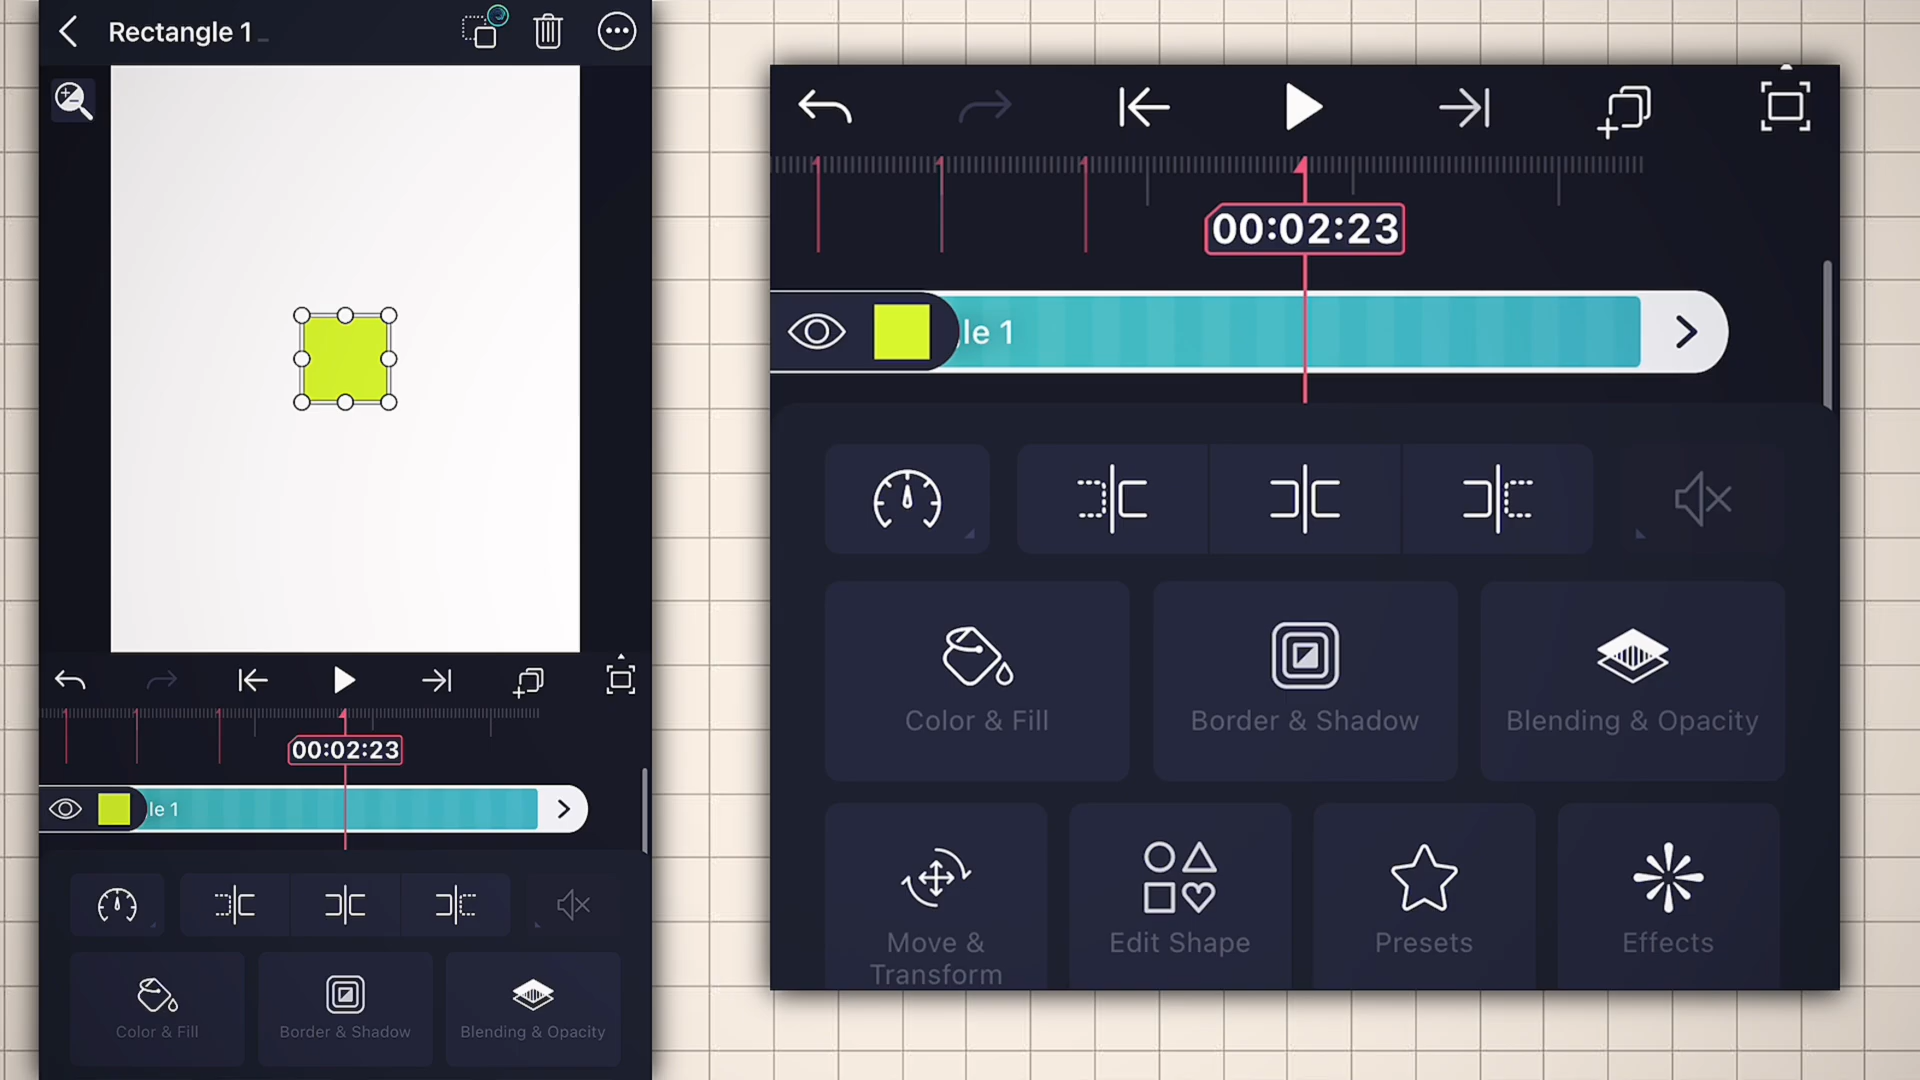 Rectangle 1
00:02:23
le 1
Color & Fill
Border & Shadow
Blending & Opacity
00:02:23
le 1
Color & Fill
Border & Shadow
Blending & Opacity
Move &
Transform
Edit Shape
Presets
Effects